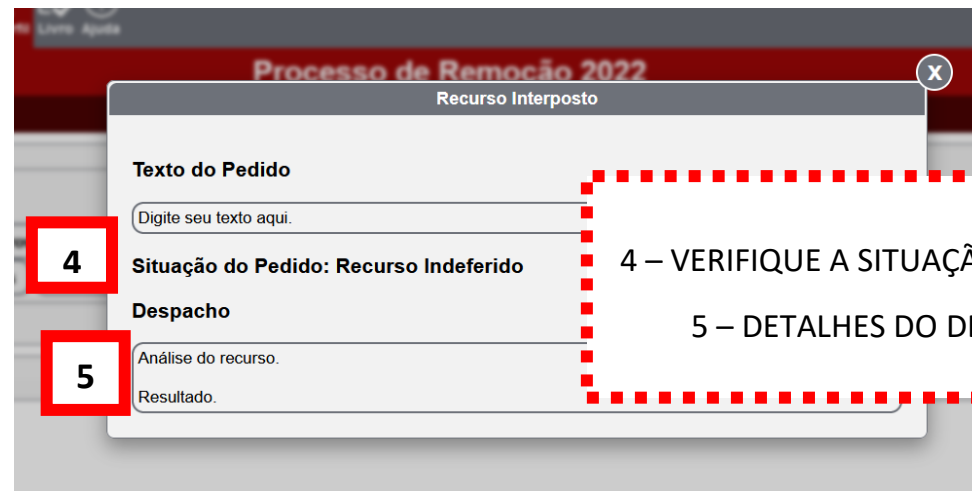 Livro Ajuda
Processo de Remoção 2022
X
Recurso Interposto
Texto do Pedido
Digite seu texto aqui.
4
Situação do Pedido: Recurso Indeferido
4 – VERIFIQUE A SITUAÇÃ
Despacho
5 – DETALHES DO
5
Análise do recurso.
Resultado.